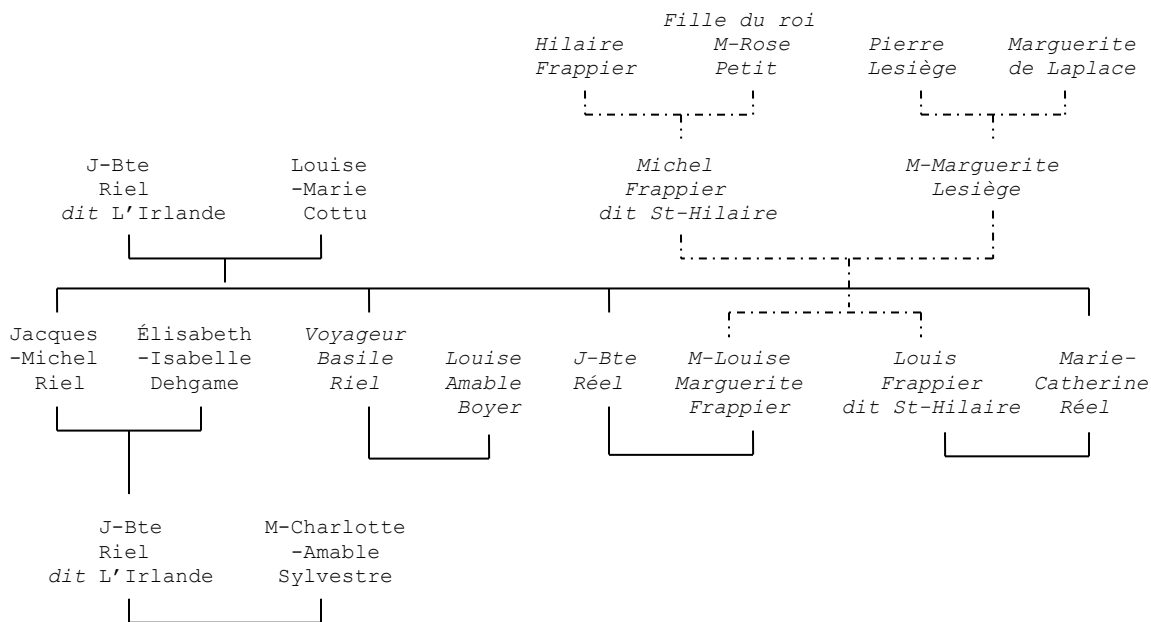 Fille du roi
Hilaire
Frappier
M-Rose
Petit
Pierre
Lesiège
Marguerite
de Laplace
J-Bte
Riel
dit L'Irlande
Louise
-Marie
Cottu
Michel
Frappier
dit St-Hilaire
M-Marguerite
Lesiège
Jacques
-Michel
Riel
Élisabeth
-Isabelle
Dehgame
Voyageur
Basile
Riel
Louise
Amable
Boyer
J-Bte
Réel
M-Louise
Marguerite
Frappier
Louis
Frappier
dit St-Hilaire
Marie-
Catherine
Réel
J-Bte
Riel
dit L'Irlande
M-Charlotte
-Amable
Sylvestre